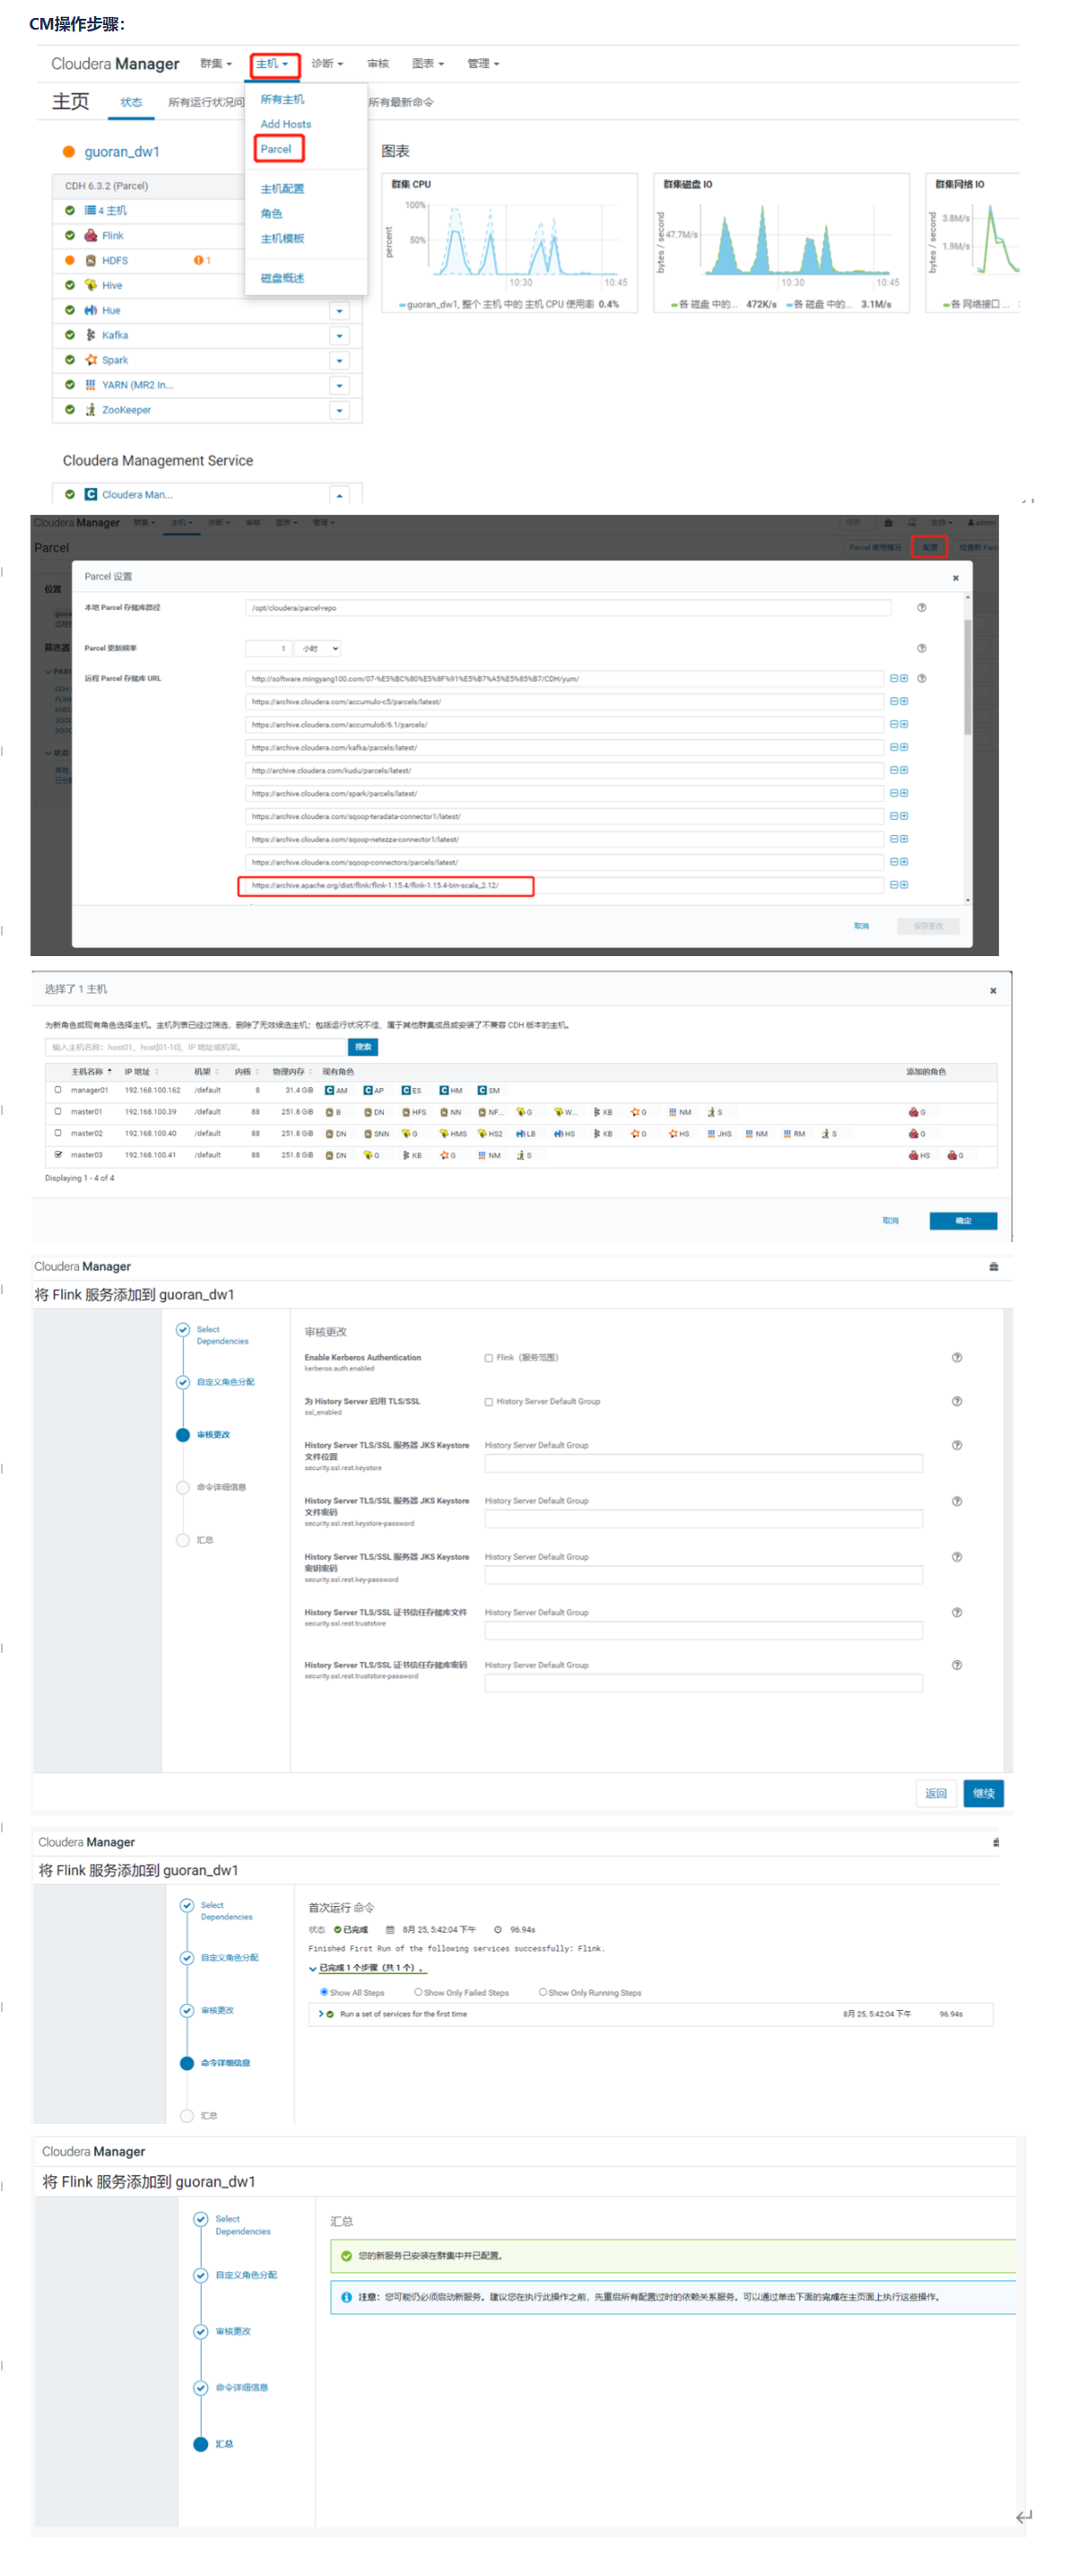 CM操作步骤：
Cloudera Manager 群集 主机 诊断 审核 图表 管理
主页 状态 所有运行状况问 所有最新命令
所有主机
Add Hosts
Parcel
主机配置
角色
主机模板
磁盘概述
guoran_dw1
CDH 6.3.2 (Parcel)
4 主机
Flink
HDFS 1
Hive
Hue
Kafka
Spark
YARN (MR2 In...
ZooKeeper
Cloudera Management Service
Cloudera Man...
图表
群集 CPU
percent
100%
50%
10:30 10:45
guoran_dw1, 整个 主机 中的 主机 CPU 使用率 0.4%
群集磁盘 IO
bytes / second
47.7M/s
10:30 10:45
各 磁盘 中的... 472K/s 各 磁盘 中的... 3.1M/s
群集网络 IO
bytes / second
3.8M/s
1.9M/s
各 网络接口 ...
Cloudera Manager 群集 主机 诊断 审核 图表 管理 搜索 支持 admin
Parcel Parcel 使用情况 配置 检查新 Parc
位置
筛选器
状态
Parcel 设置
本地 Parcel 存储库路径 /opt/cloudera/parcel-repo
Parcel 更新频率 1 小时
远程 Parcel 存储库 URL http://software.mingyang100.com/07-%E5%BC%80%E5%8F%91%E5%B7%A5%E5%85%B7/CDH/yum/
https://archive.cloudera.com/accumulo-c5/parcels/latest/
https://archive.cloudera.com/accumulo6/6.1/parcels/
https://archive.cloudera.com/kafka/parcels/latest/
http://archive.cloudera.com/kudu/parcels/latest/
https://archive.cloudera.com/spark/parcels/latest/
https://archive.cloudera.com/sqoop-teradata-connector1/latest/
https://archive.cloudera.com/sqoop-netezza-connector1/latest/
https://archive.cloudera.com/sqoop-connectors/parcels/latest/
https://archive.apache.org/dist/flink/flink-1.15.4/flink-1.15.4-bin-scala_2.12/
取消 保存更改
选择了 1 主机
为新角色或现有角色选择主机。主机列表已经过筛选，删除了无效候选主机；包括运行状况不佳、属于其他群集成员或安装了不兼容 CDH 版本的主机。
输入主机名称：host01、host[01-10]、IP 地址或机架。 搜索
主机名称 IP 地址 机架 内核 物理内存 现有角色 添加的角色
manager01 192.168.100.162 /default 8 31.4 GiB AM AP ES HM SM
master01 192.168.100.39 /default 88 251.8 GiB B DN HFS NN NF... G W... KB G NM S G
master02 192.168.100.40 /default 88 251.8 GiB DN SNN G HMS HS2 LB HS KB G HS JHS NM RM S G
master03 192.168.100.41 /default 88 251.8 GiB DN G KB G NM S HS G
Displaying 1 - 4 of 4
取消 确定
Cloudera Manager
将 Flink 服务添加到 guoran_dw1
Select
Dependencies
自定义角色分配
审核更改
命令详细信息
汇总
审核更改
Enable Kerberos Authentication Flink（服务范围）
kerberos.auth.enabled
为 History Server 启用 TLS/SSL History Server Default Group
ssl_enabled
History Server TLS/SSL 服务器 JKS Keystore History Server Default Group
文件位置
security.ssl.rest.keystore
History Server TLS/SSL 服务器 JKS Keystore History Server Default Group
文件密码
security.ssl.rest.keystore-password
History Server TLS/SSL 服务器 JKS Keystore History Server Default Group
密钥密码
security.ssl.rest.key-password
History Server TLS/SSL 证书信任存储库文件 History Server Default Group
security.ssl.rest.truststore
History Server TLS/SSL 证书信任存储库密码 History Server Default Group
security.ssl.rest.truststore-password
返回 继续
Cloudera Manager
将 Flink 服务添加到 guoran_dw1
Select
Dependencies
自定义角色分配
审核更改
命令详细信息
汇总
首次运行 命令
状态 已完成 8月 25, 5:42:04 下午 96.94s
Finished First Run of the following services successfully: Flink.
已完成 1 个步骤（共 1 个）。
Show All Steps Show Only Failed Steps Show Only Running Steps
Run a set of services for the first time 8月 25, 5:42:04 下午 96.94s
Cloudera Manager
将 Flink 服务添加到 guoran_dw1
Select
Dependencies
自定义角色分配
审核更改
命令详细信息
汇总
汇总
您的新服务已安装在群集中并已配置。
注意：您可能仍必须启动新服务。建议您在执行此操作之前，先重启所有配置过时的依赖关系服务。可以通过单击下面的完成在主页面上执行这些操作。